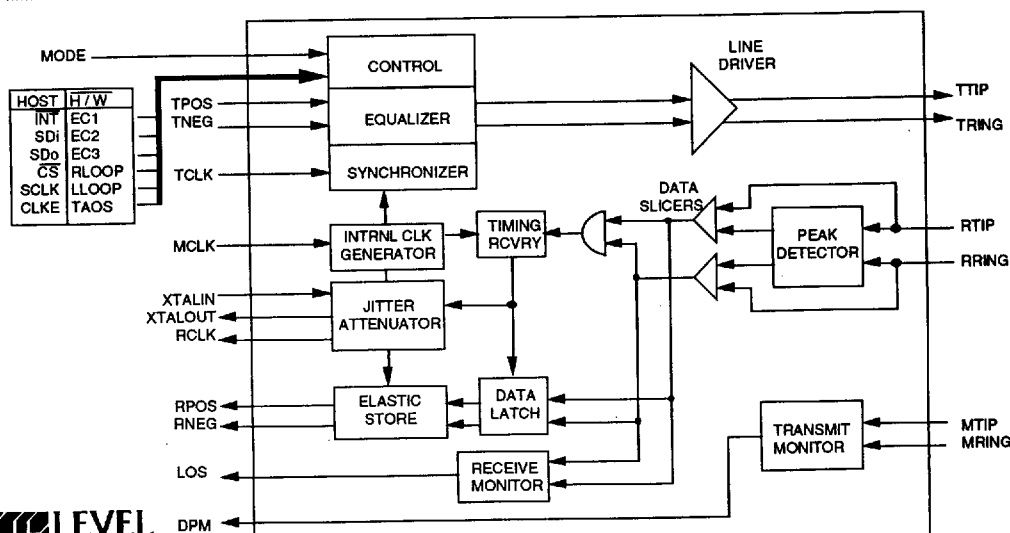 MODE
HOST H/W
INT EC1
SDi EC2
SDo EC3
CS RLOOP
SCLK LLOOP
CLKE TAOS
TPOS
TNEG
TCLK
MCLK
XTALIN
XTALOUT
RCLK
RPOS
RNEG
LOS
DPM
CONTROL
EQUALIZER
SYNCHRONIZER
LINE
DRIVER
TTIP
TRING
INTRNL CLK
GENERATOR
TIMING
RCVRY
DATA
SLICERS
PEAK
DETECTOR
RTIP
RRING
JITTER
ATTENUATOR
ELASTIC
STORE
DATA
LATCH
RECEIVE
MONITOR
TRANSMIT
MONITOR
MTIP
MRING
LEVEL